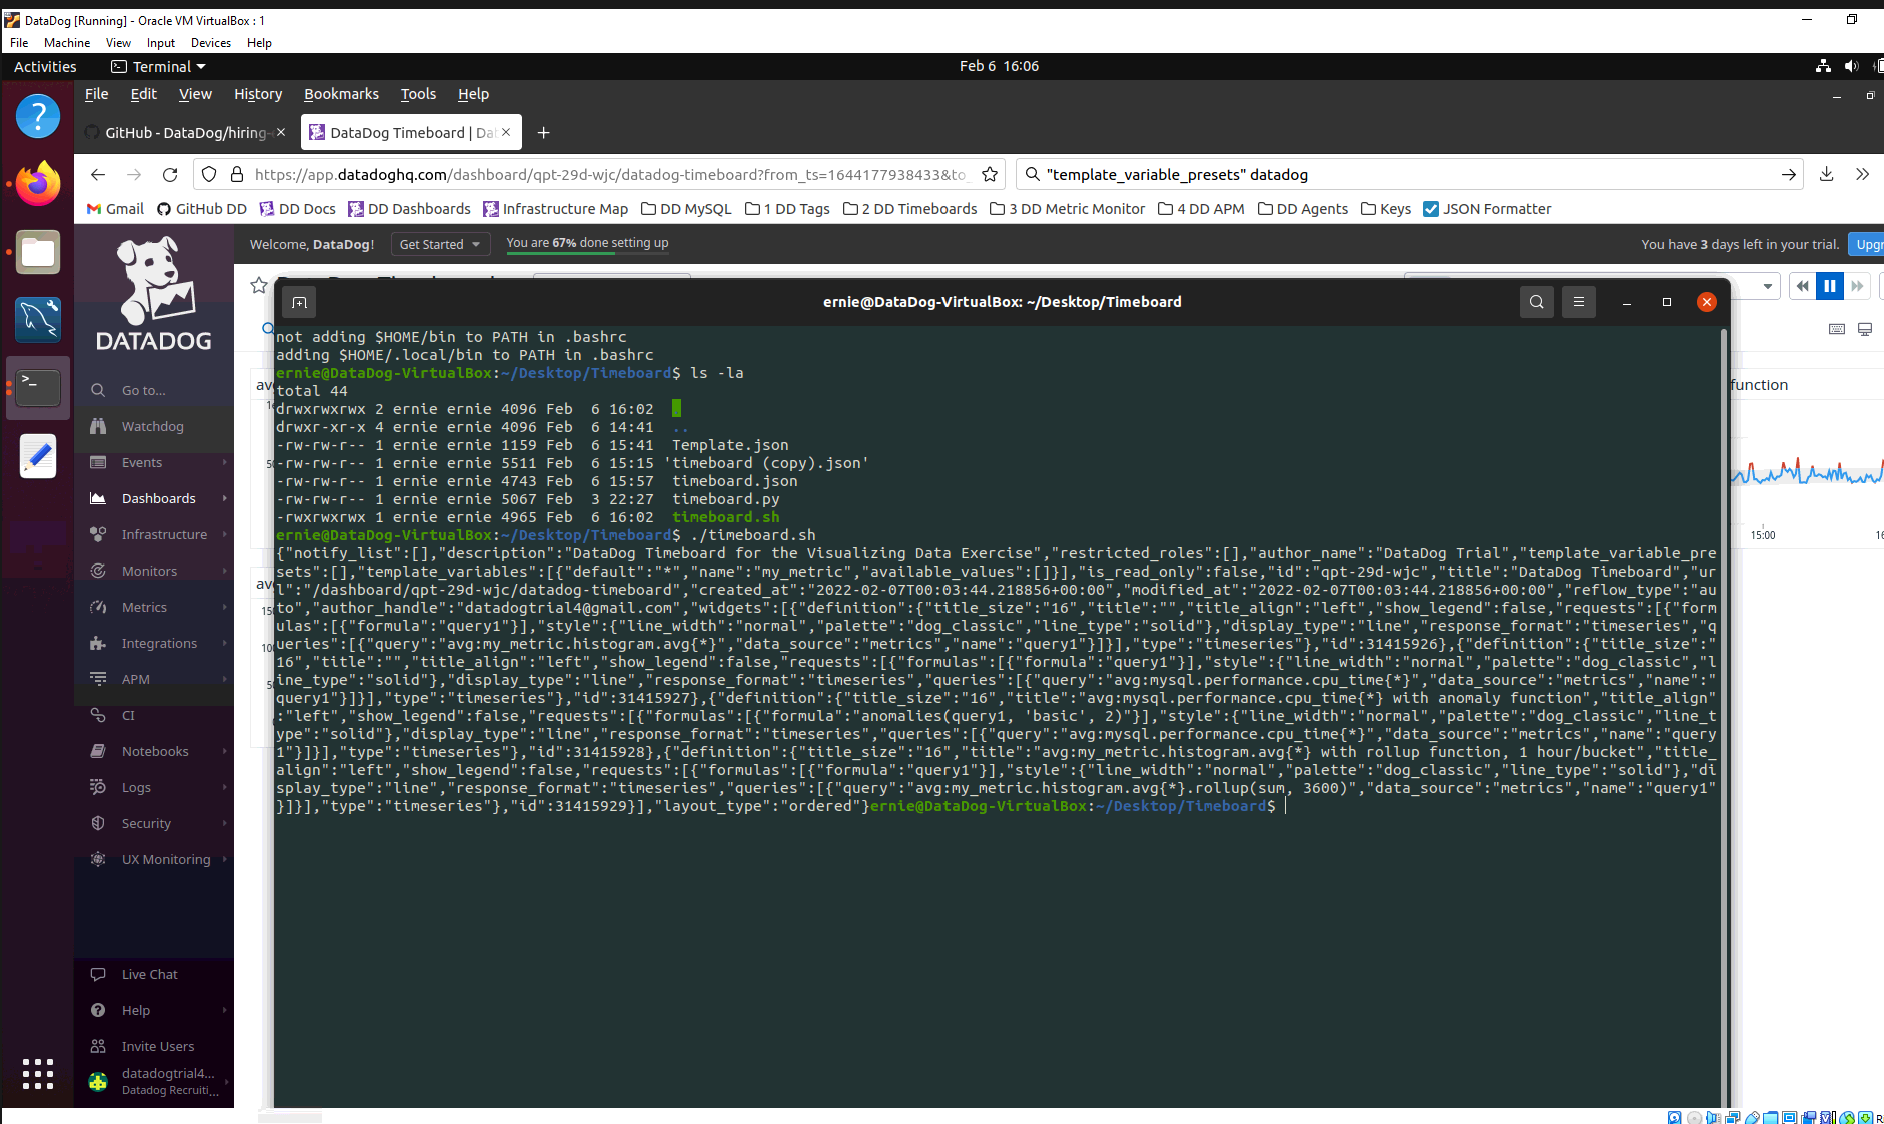 DataDog [Running] - Oracle VM VirtualBox : 1
File Machine View Input Devices Help
Activities Terminal Feb 6 16:06
File Edit View History Bookmarks Tools Help
GitHub - DataDog/hiring- DataDog Timeboard | Dat
https://app.datadoghq.com/dashboard/qpt-29d-wjc/datadog-timeboard?from_ts=1644177938433&to_ "template_variable_presets" datadog
Gmail GitHub DD DD Docs DD Dashboards Infrastructure Map DD MySQL 1 DD Tags 2 DD Timeboards 3 DD Metric Monitor 4 DD APM DD Agents Keys JSON Formatter
Welcome, DataDog! Get Started You are 67% done setting up You have 3 days left in your trial. Upgr
DATADOG
Go to...
Watchdog
Events
Dashboards
Infrastructure
Monitors
Metrics
Integrations
APM
CI
Notebooks
Logs
Security
UX Monitoring
Live Chat
Help
Invite Users
datadogtrial4...
Datadog Recruiti...
ernie@DataDog-VirtualBox: ~/Desktop/Timeboard
not adding $HOME/bin to PATH in .bashrc
adding $HOME/.local/bin to PATH in .bashrc
ernie@DataDog-VirtualBox:~/Desktop/Timeboard$ ls -la
total 44
drwxrwxrwx 2 ernie ernie 4096 Feb  6 16:02  .
drwxr-xr-x 4 ernie ernie 4096 Feb  6 14:41  ..
-rw-rw-r-- 1 ernie ernie 1159 Feb  6 15:41  Template.json
-rw-rw-r-- 1 ernie ernie 5511 Feb  6 15:15 'timeboard (copy).json'
-rw-rw-r-- 1 ernie ernie 4743 Feb  6 15:57  timeboard.json
-rw-rw-r-- 1 ernie ernie 5067 Feb  3 22:27  timeboard.py
-rwxrwxrwx 1 ernie ernie 4965 Feb  6 16:02  timeboard.sh
ernie@DataDog-VirtualBox:~/Desktop/Timeboard$ ./timeboard.sh
{"notify_list":[],"description":"DataDog Timeboard for the Visualizing Data Exercise","restricted_roles":[],"author_name":"DataDog Trial","template_variable_pre
sets":[],"template_variables":[{"default":"*","name":"my_metric","available_values":[]}],"is_read_only":false,"id":"qpt-29d-wjc","title":"DataDog Timeboard","ur
l":"/dashboard/qpt-29d-wjc/datadog-timeboard","created_at":"2022-02-07T00:03:44.218856+00:00","modified_at":"2022-02-07T00:03:44.218856+00:00","reflow_type":"au
to","author_handle":"datadogtrial4@gmail.com","widgets":[{"definition":{"title_size":"16","title":"","title_align":"left","show_legend":false,"requests":[{"form
ulas":[{"formula":"query1"}],"style":{"line_width":"normal","palette":"dog_classic","line_type":"solid"},"display_type":"line","response_format":"timeseries","q
ueries":[{"query":"avg:my_metric.histogram.avg{*}","data_source":"metrics","name":"query1"}]}],"type":"timeseries"},"id":31415926},{"definition":{"title_size":"
16","title":"","title_align":"left","show_legend":false,"requests":[{"formulas":[{"formula":"query1"}],"style":{"line_width":"normal","palette":"dog_classic","l
ine_type":"solid"},"display_type":"line","response_format":"timeseries","queries":[{"query":"avg:mysql.performance.cpu_time{*}","data_source":"metrics","name":"
query1"}]}],"type":"timeseries"},"id":31415927},{"definition":{"title_size":"16","title":"avg:mysql.performance.cpu_time{*} with anomaly function","title_align"
:"left","show_legend":false,"requests":[{"formulas":[{"formula":"anomalies(query1, 'basic', 2)"}],"style":{"line_width":"normal","palette":"dog_classic","line_t
ype":"solid"},"display_type":"line","response_format":"timeseries","queries":[{"query":"avg:mysql.performance.cpu_time{*}","data_source":"metrics","name":"query
1"}]}],"type":"timeseries"},"id":31415928},{"definition":{"title_size":"16","title":"avg:my_metric.histogram.avg{*} with rollup function, 1 hour/bucket","title_
align":"left","show_legend":false,"requests":[{"formulas":[{"formula":"query1"}],"style":{"line_width":"normal","palette":"dog_classic","line_type":"solid"},"di
splay_type":"line","response_format":"timeseries","queries":[{"query":"avg:my_metric.histogram.avg{*}.rollup(sum, 3600)","data_source":"metrics","name":"query1"
}]}],"type":"timeseries"},"id":31415929}],"layout_type":"ordered"}ernie@DataDog-VirtualBox:~/Desktop/Timeboard$
function
15:00